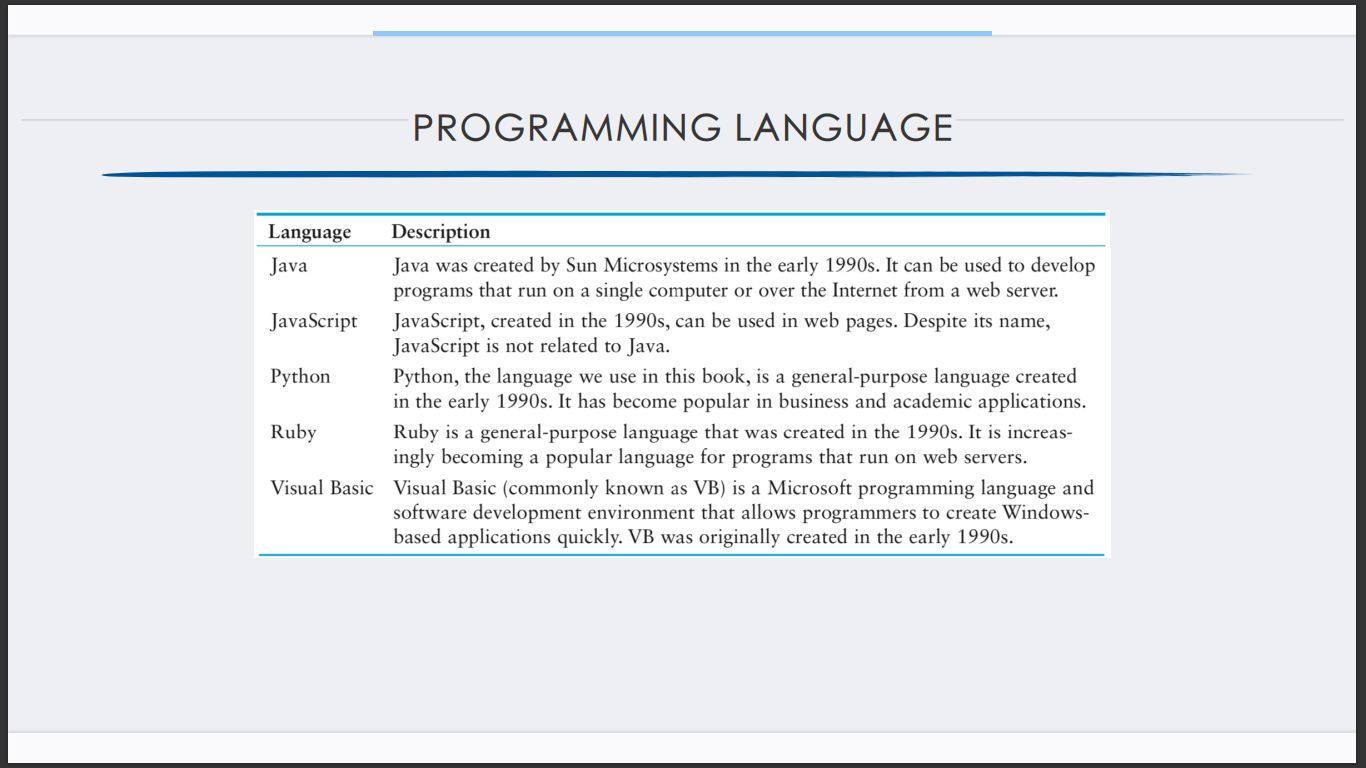 PROGRAMMING LANGUAGE
Language Description
Java Java was created by Sun Microsystems in the early 1990s. It can be used to develop
programs that run on a single computer or over the Internet from a web server.
JavaScript JavaScript, created in the 1990s, can be used in web pages. Despite its name,
JavaScript is not related to Java.
Python Python, the language we use in this book, is a general-purpose language created
in the early 1990s. It has become popular in business and academic applications.
Ruby Ruby is a general-purpose language that was created in the 1990s. It is increas-
ingly becoming a popular language for programs that run on web servers.
Visual Basic Visual Basic (commonly known as VB) is a Microsoft programming language and
software development environment that allows programmers to create Windows-
based applications quickly. VB was originally created in the early 1990s.